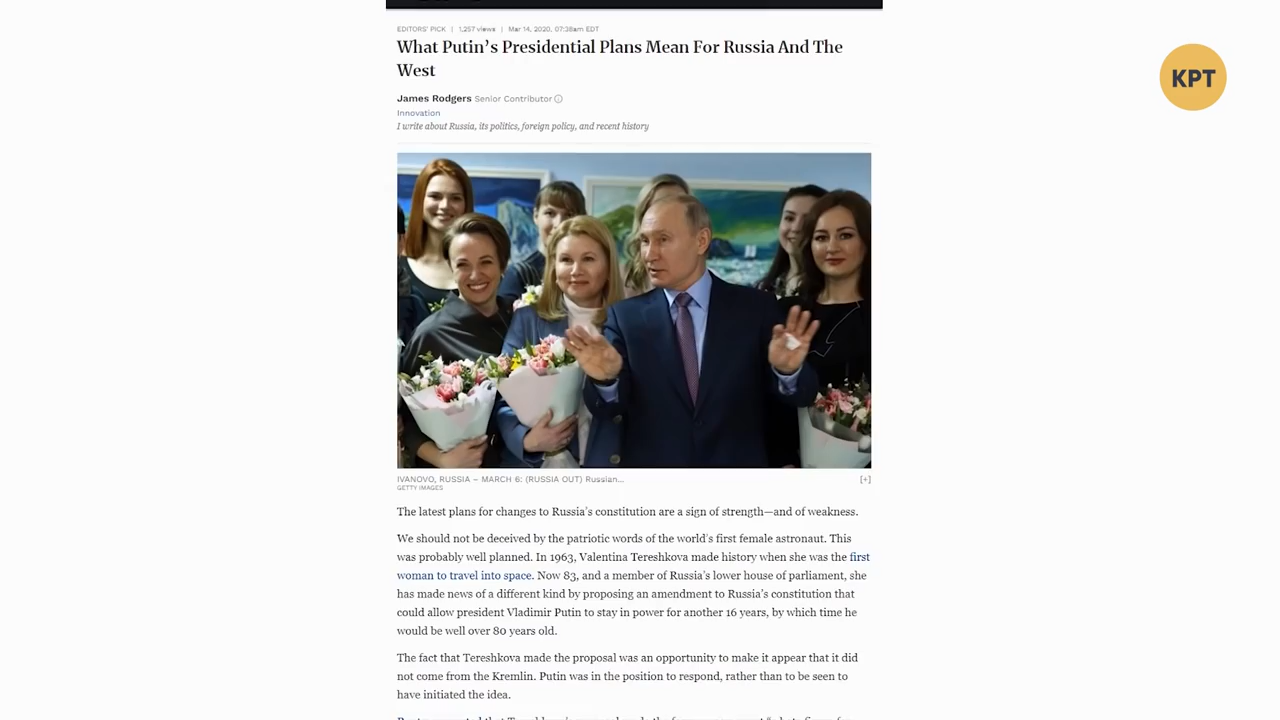 EDITORS' PICK | 1,257 views | Mar 14, 2020, 07:38am EDT
What Putin's Presidential Plans Mean For Russia And The
West
KPT
James Rodgers Senior Contributor
Innovation
I write about Russia, its politics, foreign policy, and recent history
IVANOVO, RUSSIA – MARCH 6: (RUSSIA OUT) Russian... [+]
GETTY IMAGES
The latest plans for changes to Russia's constitution are a sign of strength—and of weakness.
We should not be deceived by the patriotic words of the world's first female astronaut. This
was probably well planned. In 1963, Valentina Tereshkova made history when she was the first
woman to travel into space. Now 83, and a member of Russia's lower house of parliament, she
has made news of a different kind by proposing an amendment to Russia's constitution that
could allow president Vladimir Putin to stay in power for another 16 years, by which time he
would be well over 80 years old.
The fact that Tereshkova made the proposal was an opportunity to make it appear that it did
not come from the Kremlin. Putin was in the position to respond, rather than to be seen to
have initiated the idea.